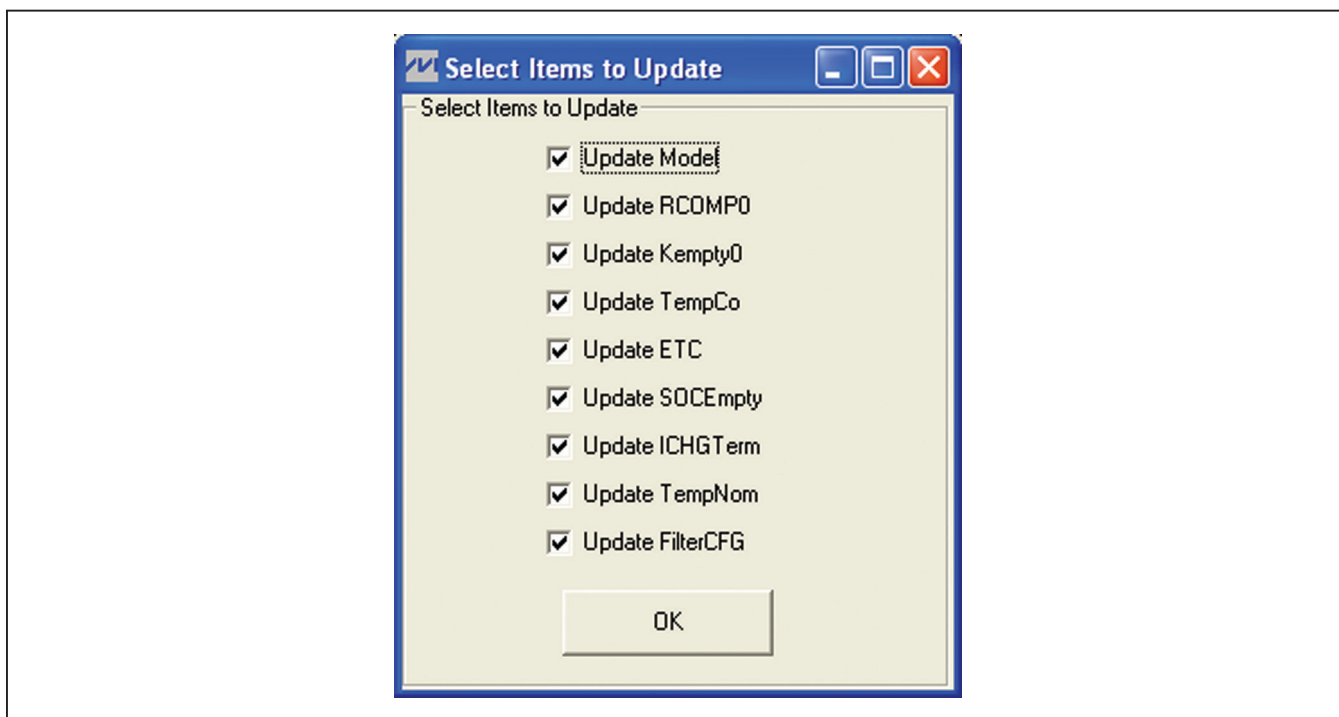 Select Items to Update
Select Items to Update
Update Model
Update RCOMP0
Update Kempty0
Update TempCo
Update ETC
Update SOCEmpty
Update ICHGTerm
Update TempNom
Update FilterCFG
OK